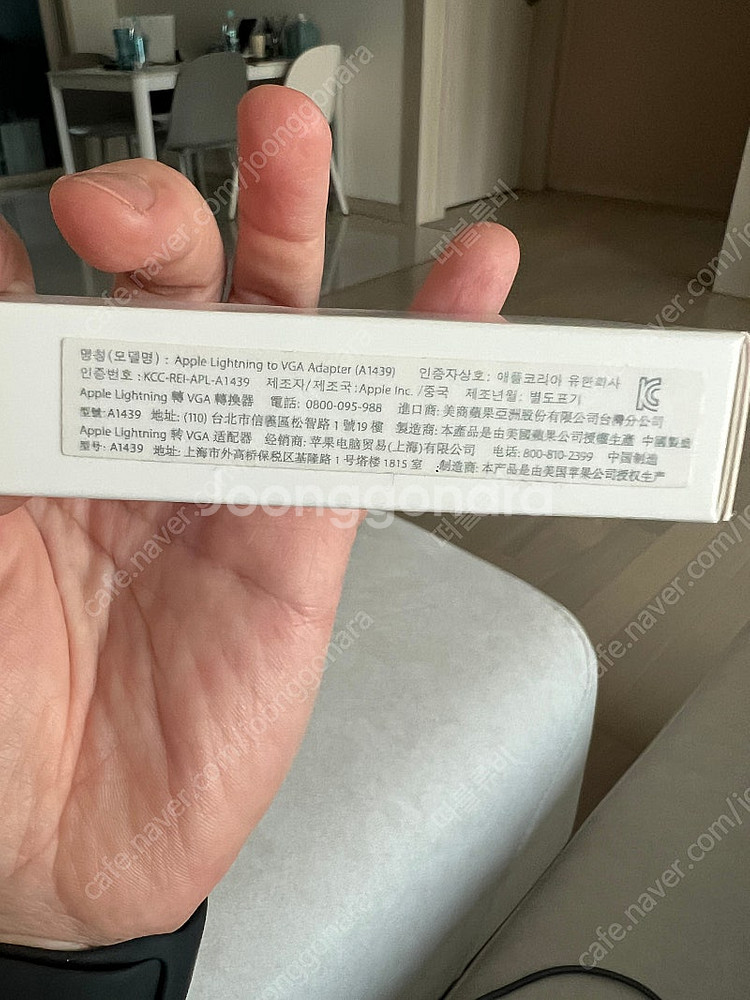 명칭(모델명) : Apple Lightning to VGA Adapter (A1439) 인증자상호: 애플코리아 유한회사
인증번호 : KCC-REI-APL-A1439 제조자/제조국:Apple Inc. /중국 제조년월: 별도표기
Apple Lightning 轉 VGA 轉換器 電話: 0800-095-988 進口商: 美商蘋果亞洲股份有限公司台灣分公司
型號: A1439 地址: (110) 台北市信義區松智路 1 號19 樓 製造商: 本產品是由美國蘋果公司授權生產 中國製造
Apple Lightning 转 VGA 适配器 经销商: 苹果电脑贸易(上海)有限公司 电话: 800-810-2399 中国制造
型号: A1439 地址: 上海市外高桥保税区基隆路 1 号塔楼 1815 室 制造商: 本产品是由美国苹果公司授权生产
Joonggonara
cafe.naver.com/joonggonara
cafe.naver.com/joonggonara
cafe.naver.com/joonggonara